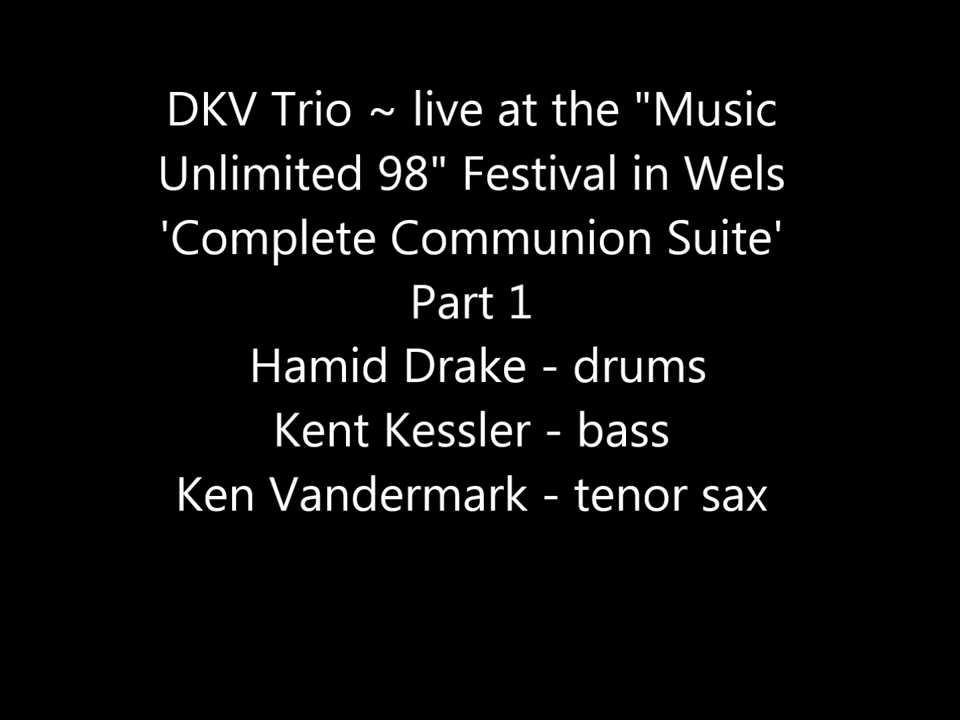 DKV Trio ~ live at the "Music
Unlimited 98" Festival in Wels
'Complete Communion Suite'
Part 1
Hamid Drake - drums
Kent Kessler - bass
Ken Vandermark - tenor sax